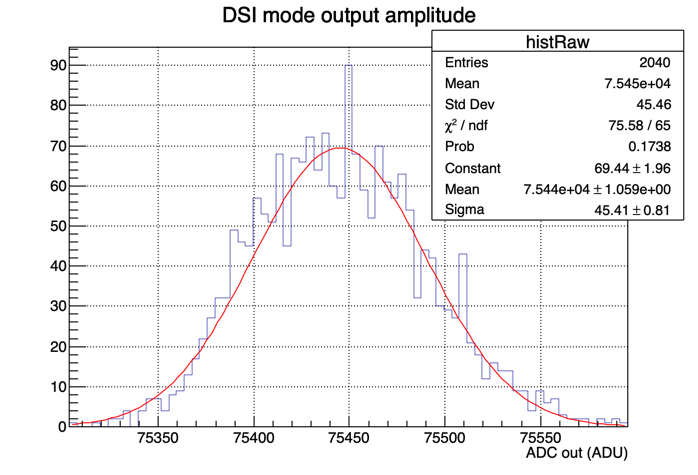 DSI mode output amplitude
histRaw
Entries 2040
Mean 7.545e+04
Std Dev 45.46
χ² / ndf 75.58 / 65
Prob 0.1738
Constant 69.44 ± 1.96
Mean 7.544e+04 ± 1.059e+00
Sigma 45.41 ± 0.81
90
80
70
60
50
40
30
20
10
0
75350 75400 75450 75500 75550
ADC out (ADU)